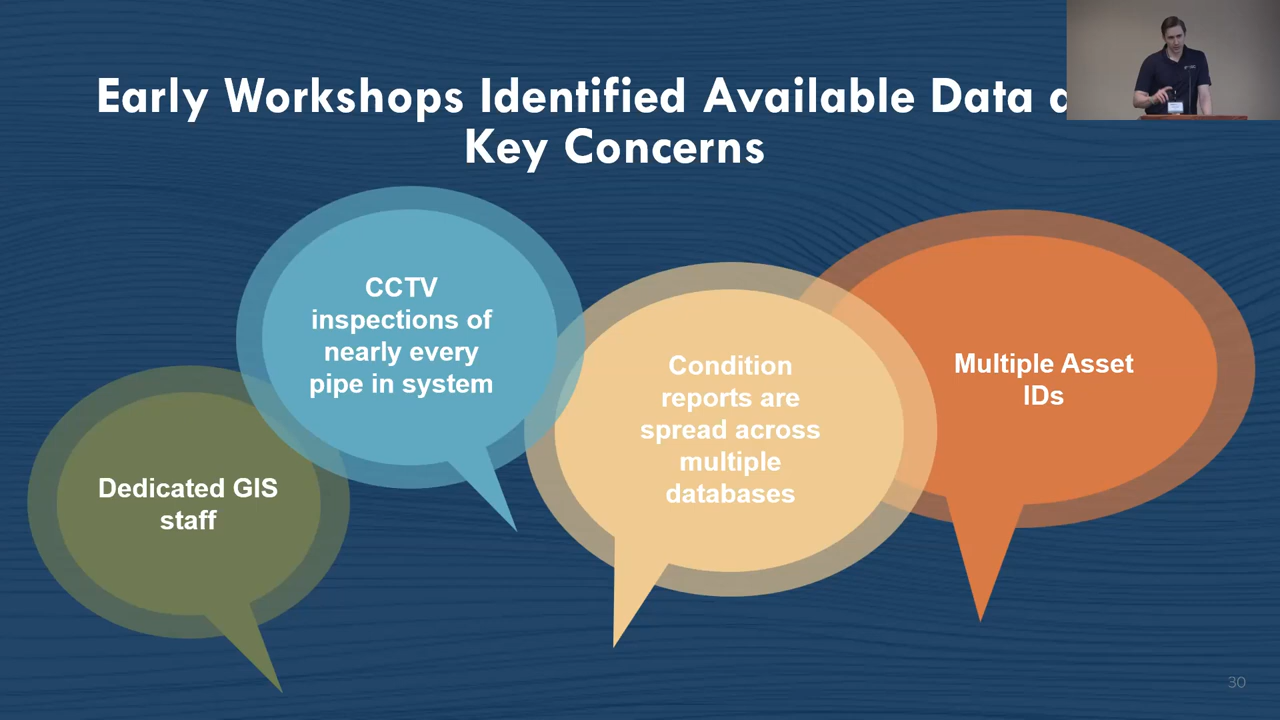 Early Workshops Identified Available Data
Key Concerns
CCTV
inspections of
nearly every
pipe in system
Condition
reports are
spread across
multiple
databases
Multiple Asset
IDs
Dedicated GIS
staff
30